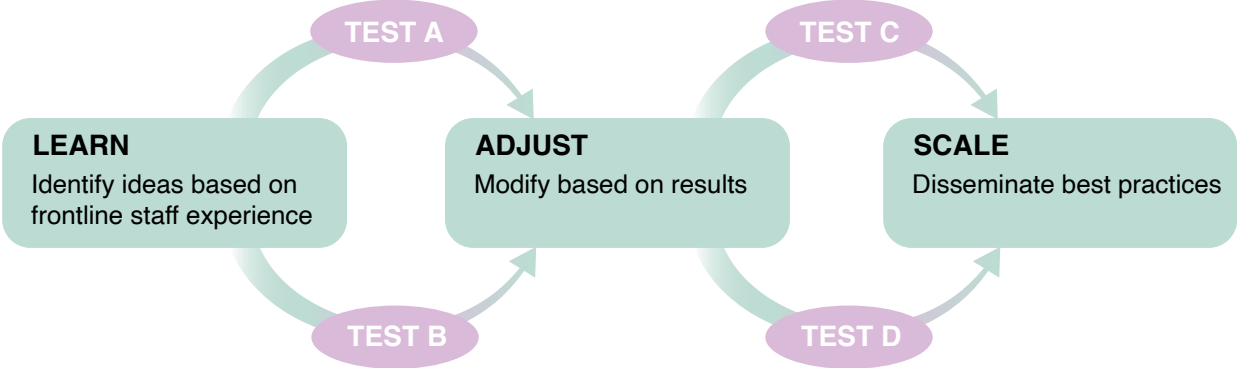 TEST A
TEST C
LEARN
Identify ideas based on
frontline staff experience
ADJUST
Modify based on results
SCALE
Disseminate best practices
TEST B
TEST D